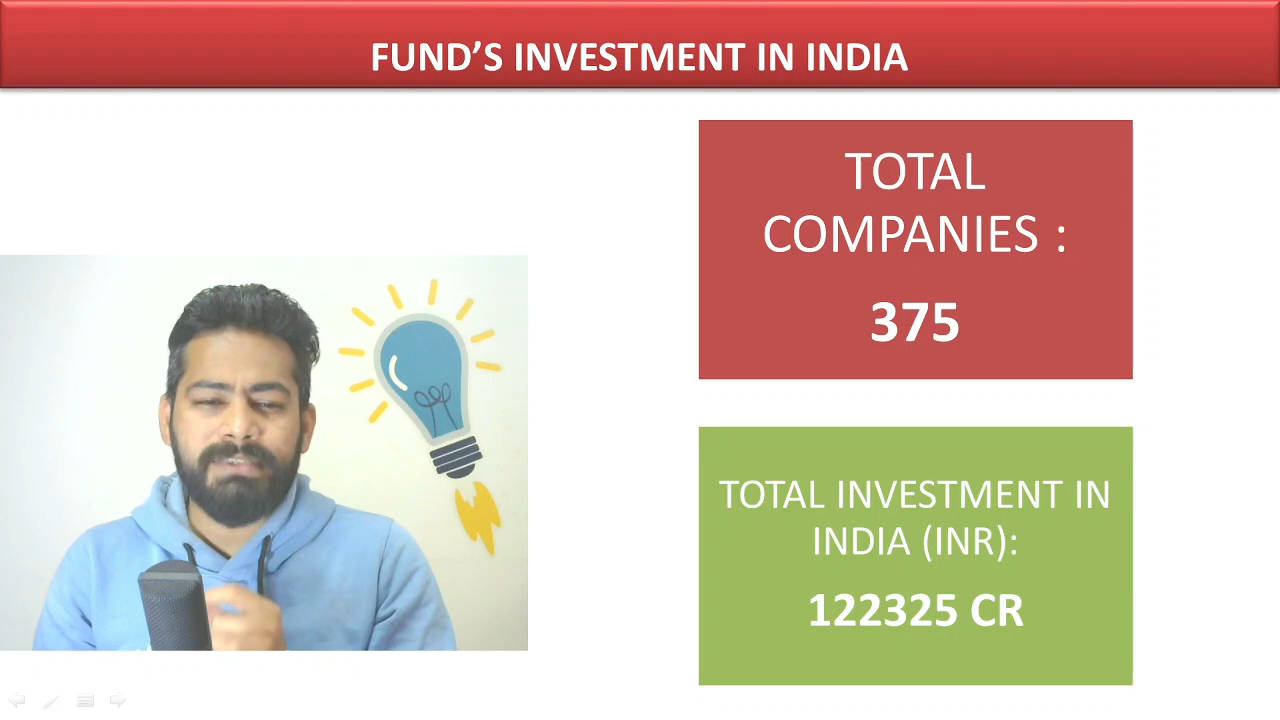 FUND’S INVESTMENT IN INDIA
TOTAL
COMPANIES :
375
TOTAL INVESTMENT IN
INDIA (INR):
122325 CR